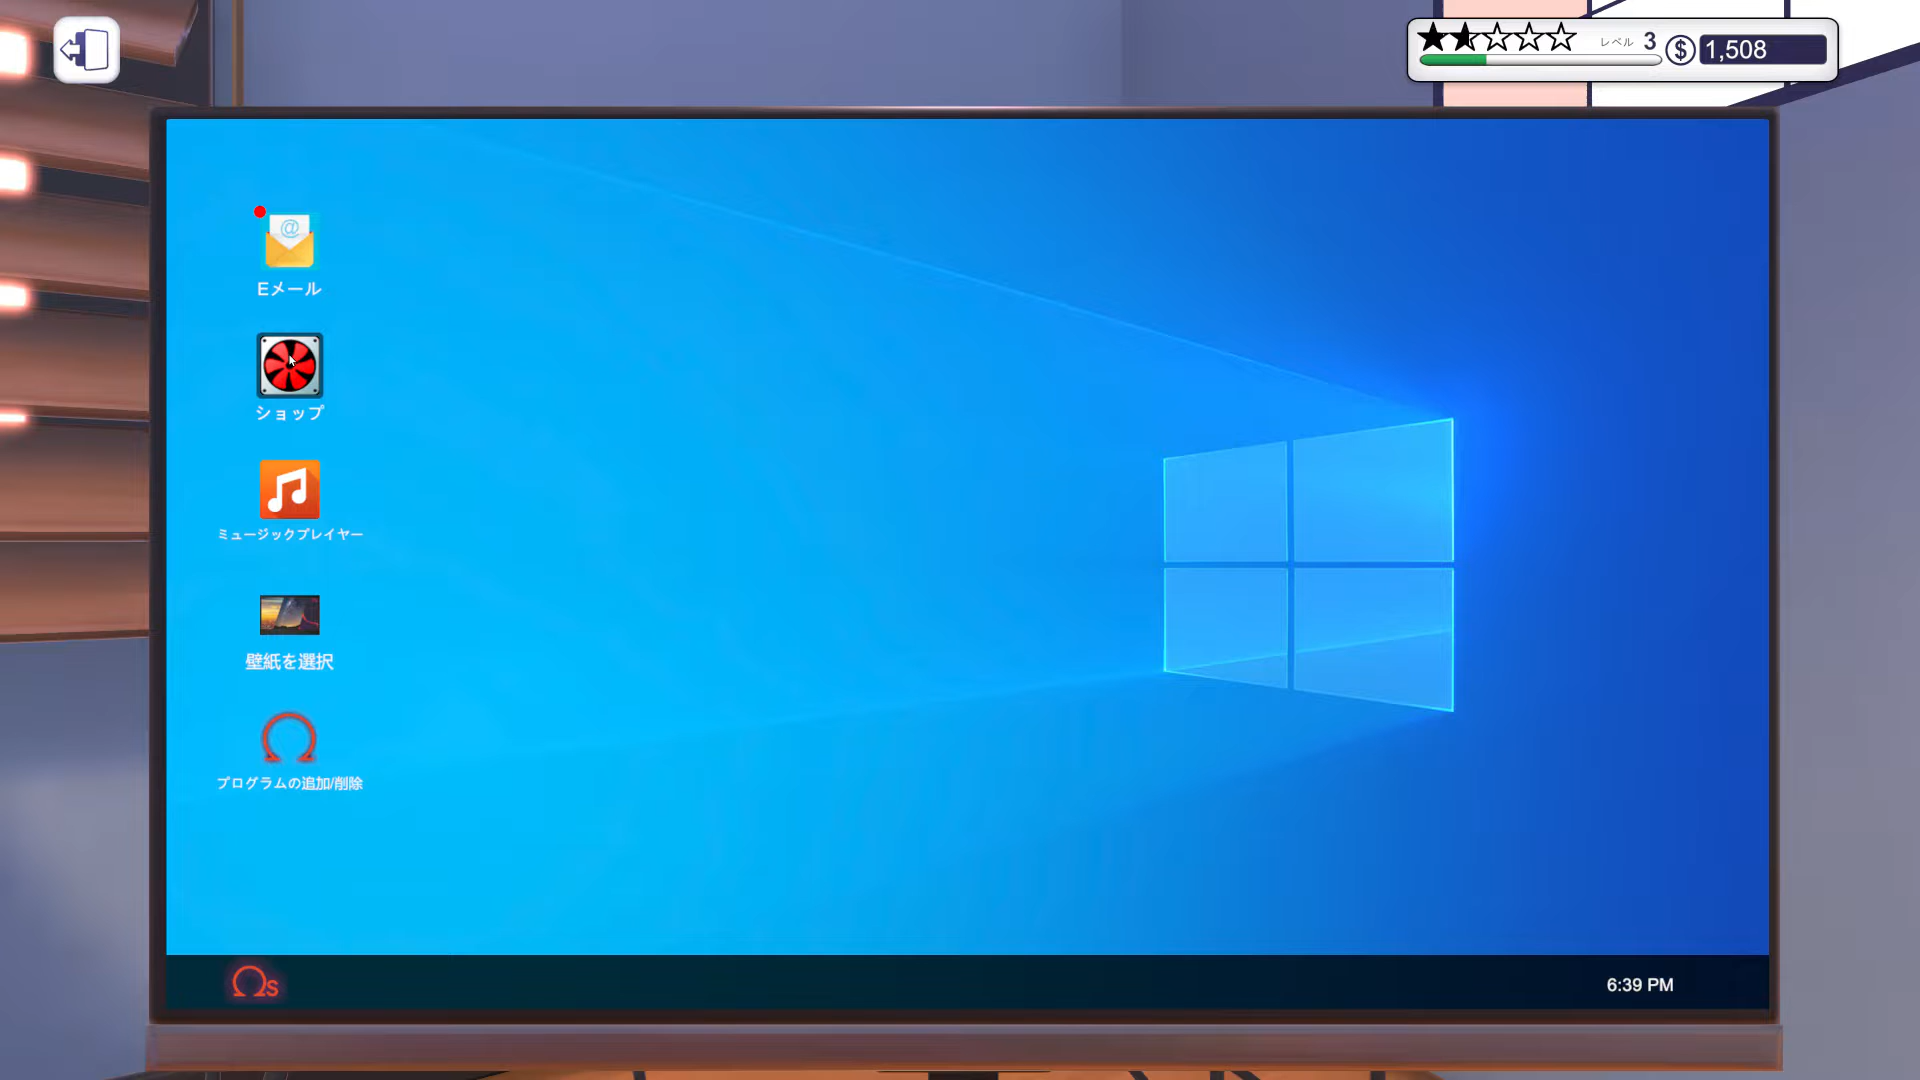 レベル 3
$ 1,508
@
Eメール
ショップ
ミュージックプレイヤー
壁紙を選択
プログラムの追加/削除
Ωs
6:39 PM